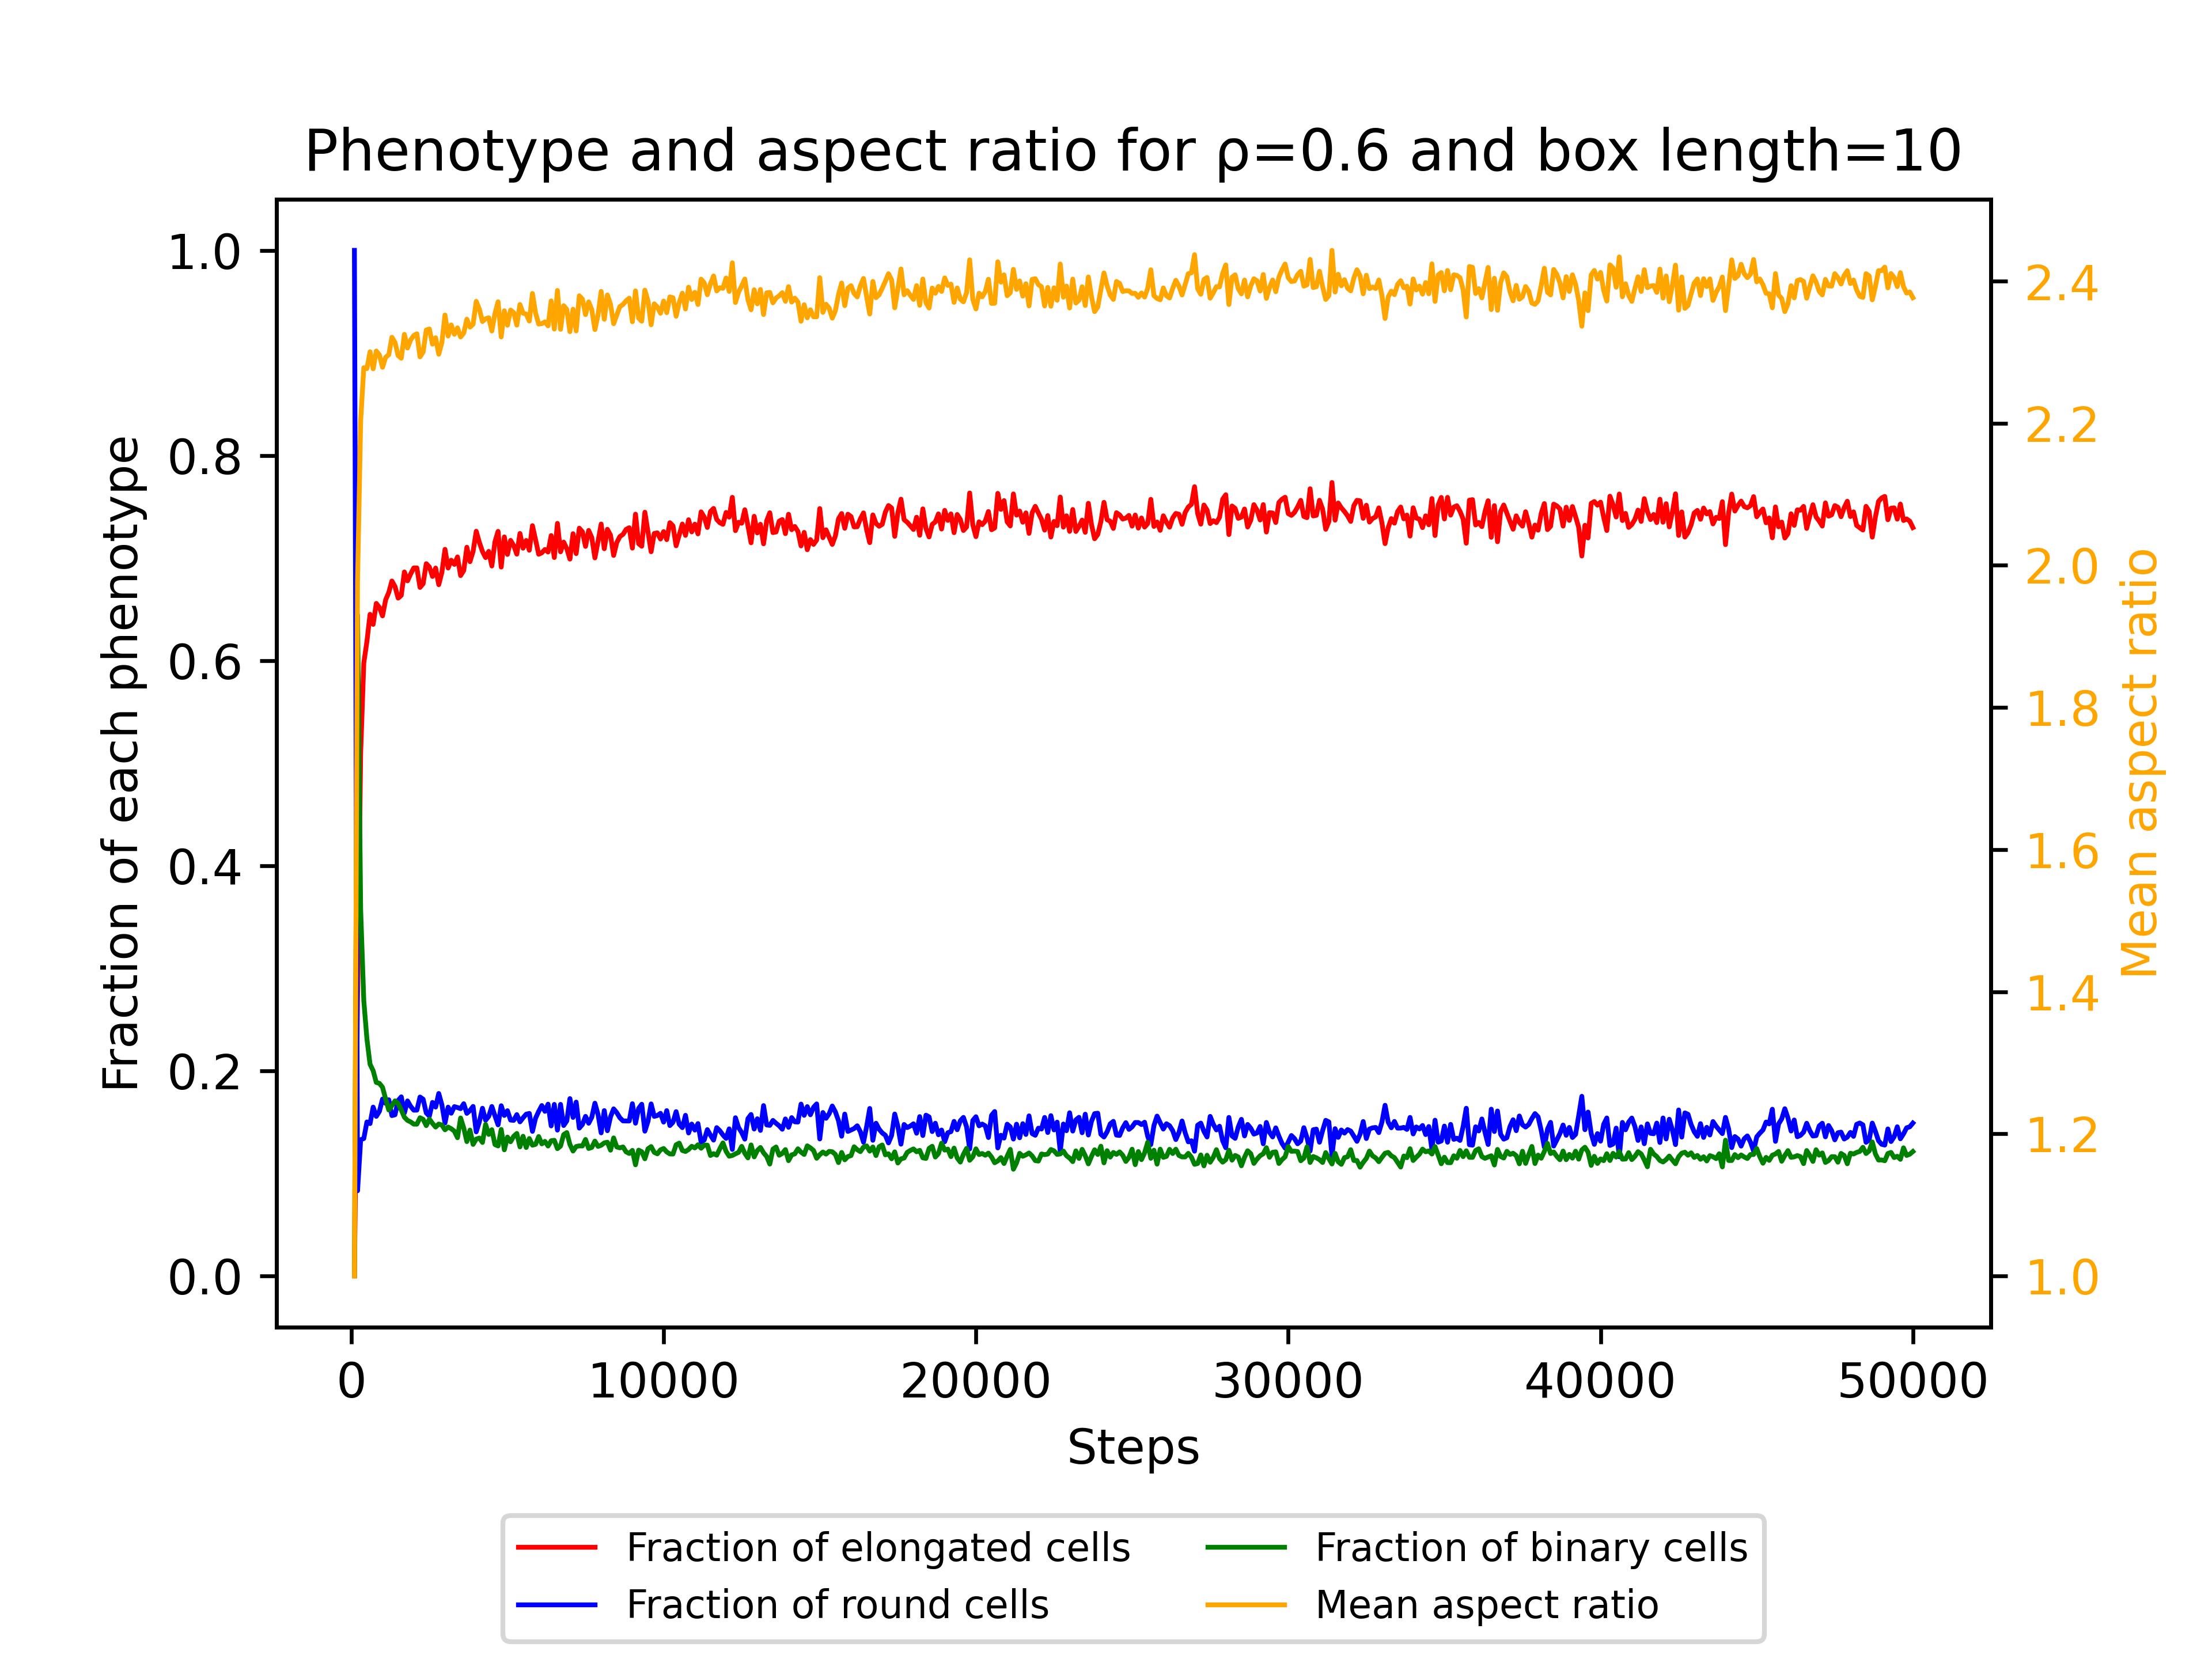 Phenotype and aspect ratio for ρ=0.6 and box length=10
Fraction of each phenotype
1.0
0.8
0.6
0.4
0.2
0.0
2.4
2.2
2.0
1.8
1.6
1.4
1.2
1.0
Mean aspect ratio
0 10000 20000 30000 40000 50000
Steps
Fraction of elongated cells
Fraction of round cells
Fraction of binary cells
Mean aspect ratio